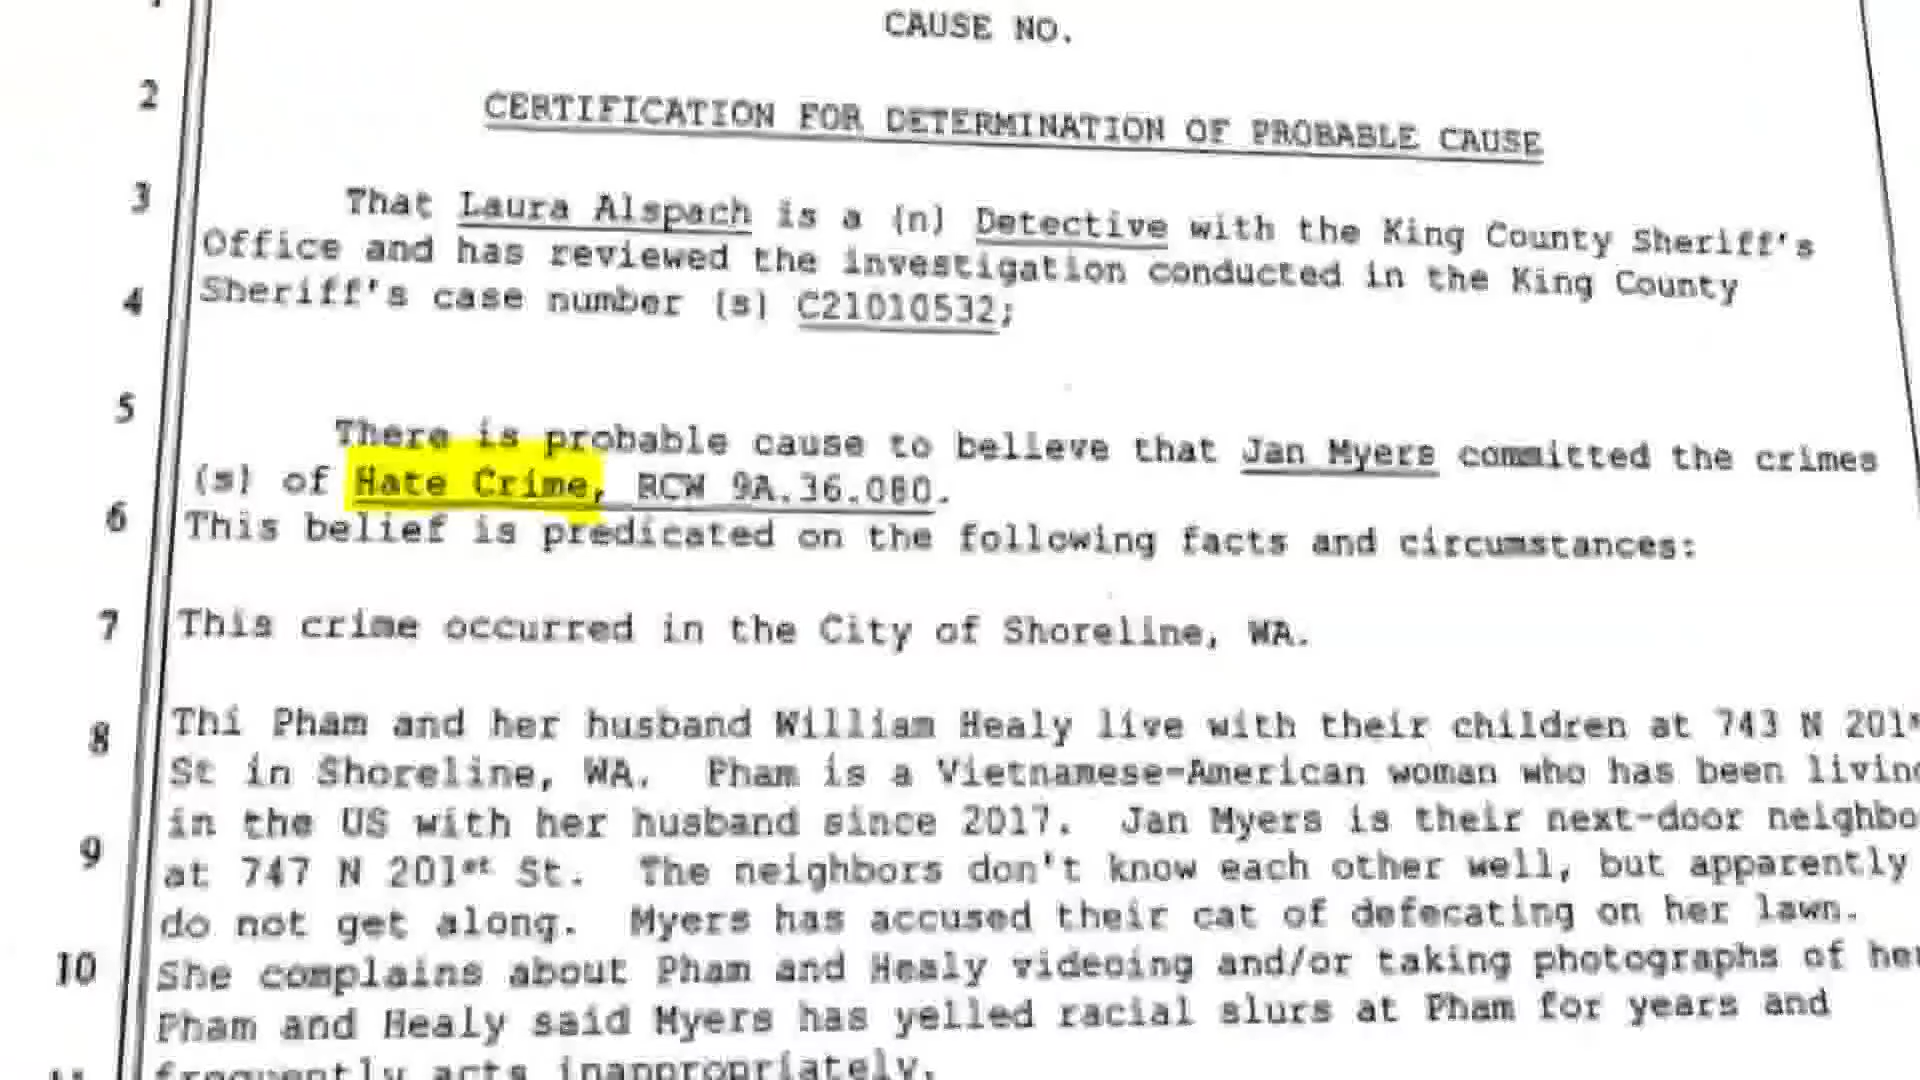 CAUSE NO.
2
CERTIFICATION FOR DETERMINATION OF PROBABLE CAUSE
3
That Laura Alspach is a (n) Detective with the King County Sheriff's
Office and has reviewed the investigation conducted in the King County
4
Sheriff's case number (s) C21010532;
5
There is probable cause to believe that Jan Myers committed the crimes
(s) of Hate Crime, RCW 9A.36.080.
6
This belief is predicated on the following facts and circumstances:
7
This crime occurred in the City of Shoreline, WA.
8
Thi Pham and her husband William Healy live with their children at 743 N 201
St in Shoreline, WA. Pham is a Vietnamese-American woman who has been living
in the US with her husband since 2017. Jan Myers is their next-door neighbo
9
at 747 N 201st St. The neighbors don't know each other well, but apparently
do not get along. Myers has accused their cat of defecating on her lawn.
10
She complains about Pham and Healy videoing and/or taking photographs of her
Pham and Healy said Myers has yelled racial slurs at Pham for years and
frequently acts inappropriately.